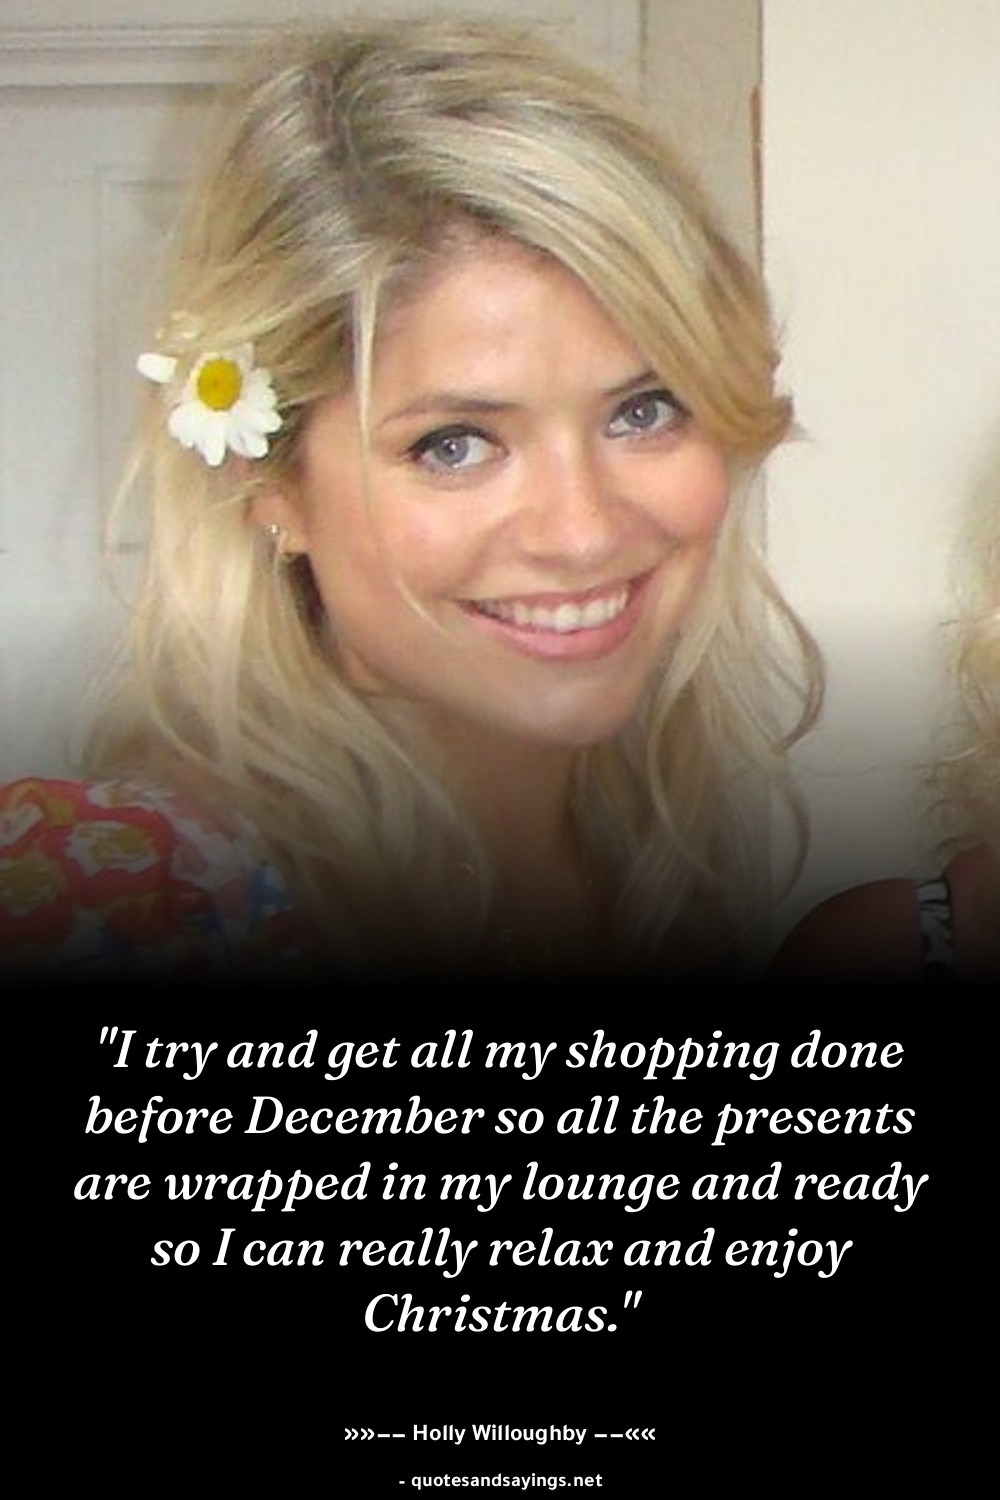 "I try and get all my shopping done
before December so all the presents
are wrapped in my lounge and ready
so I can really relax and enjoy
Christmas."
»»–– Holly Willoughby ––««
- quotesandsayings.net